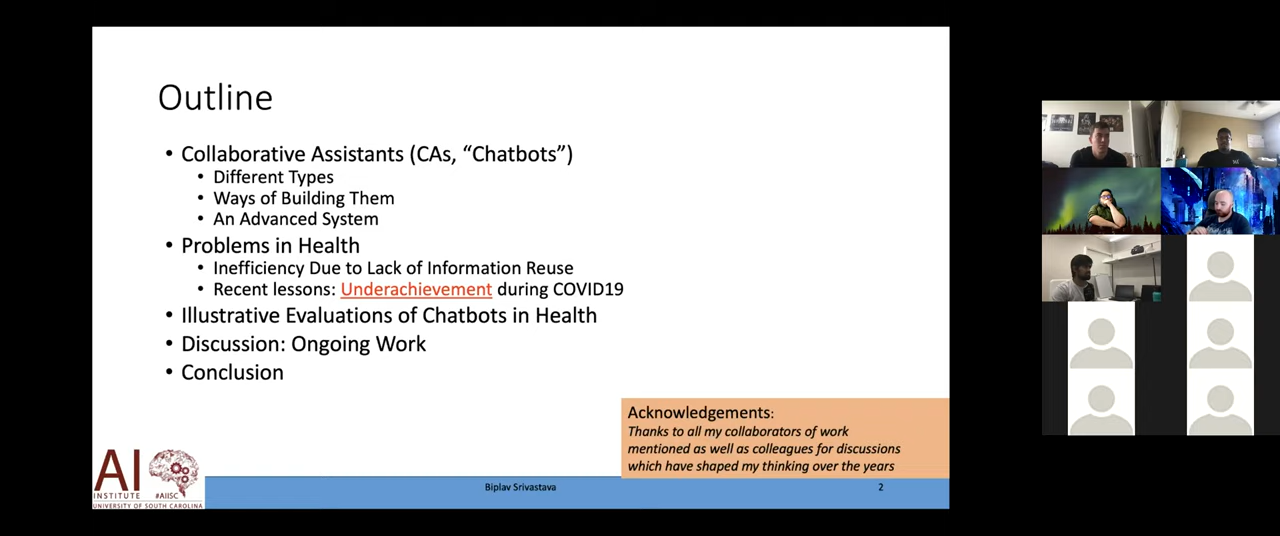 Outline
• Collaborative Assistants (CAs, “Chatbots”)
• Different Types
• Ways of Building Them
• An Advanced System
• Problems in Health
• Inefficiency Due to Lack of Information Reuse
• Recent lessons: Underachievement during COVID19
• Illustrative Evaluations of Chatbots in Health
• Discussion: Ongoing Work
• Conclusion
Acknowledgements:
Thanks to all my collaborators of work
mentioned as well as colleagues for discussions
which have shaped my thinking over the years
AI
INSTITUTE #AIISC
UNIVERSITY OF SOUTH CAROLINA
Biplav Srivastava
2